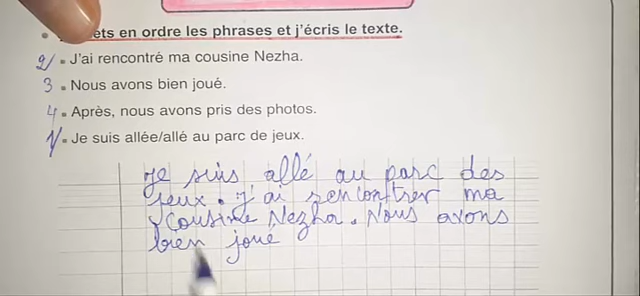 ets en ordre les phrases et j'écris le texte.
2/ ▪ J'ai rencontré ma cousine Nezha.
3 ▪ Nous avons bien joué.
4 ▪ Après, nous avons pris des photos.
1/ ▪ Je suis allée/allé au parc de jeux.
Je suis allé au parc des
jeux. J'ai rencontrer ma
cousine Nezha. Nous avons
bien joué